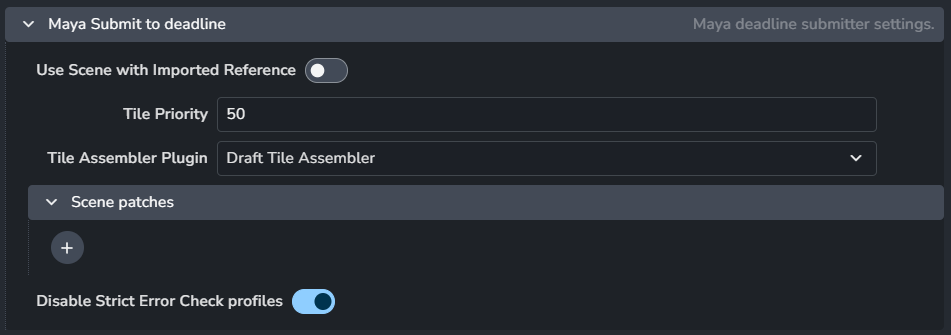 Maya Submit to deadline Maya deadline submitter settings.
Use Scene with Imported Reference
Tile Priority 50
Tile Assembler Plugin Draft Tile Assembler
Scene patches
+
Disable Strict Error Check profiles